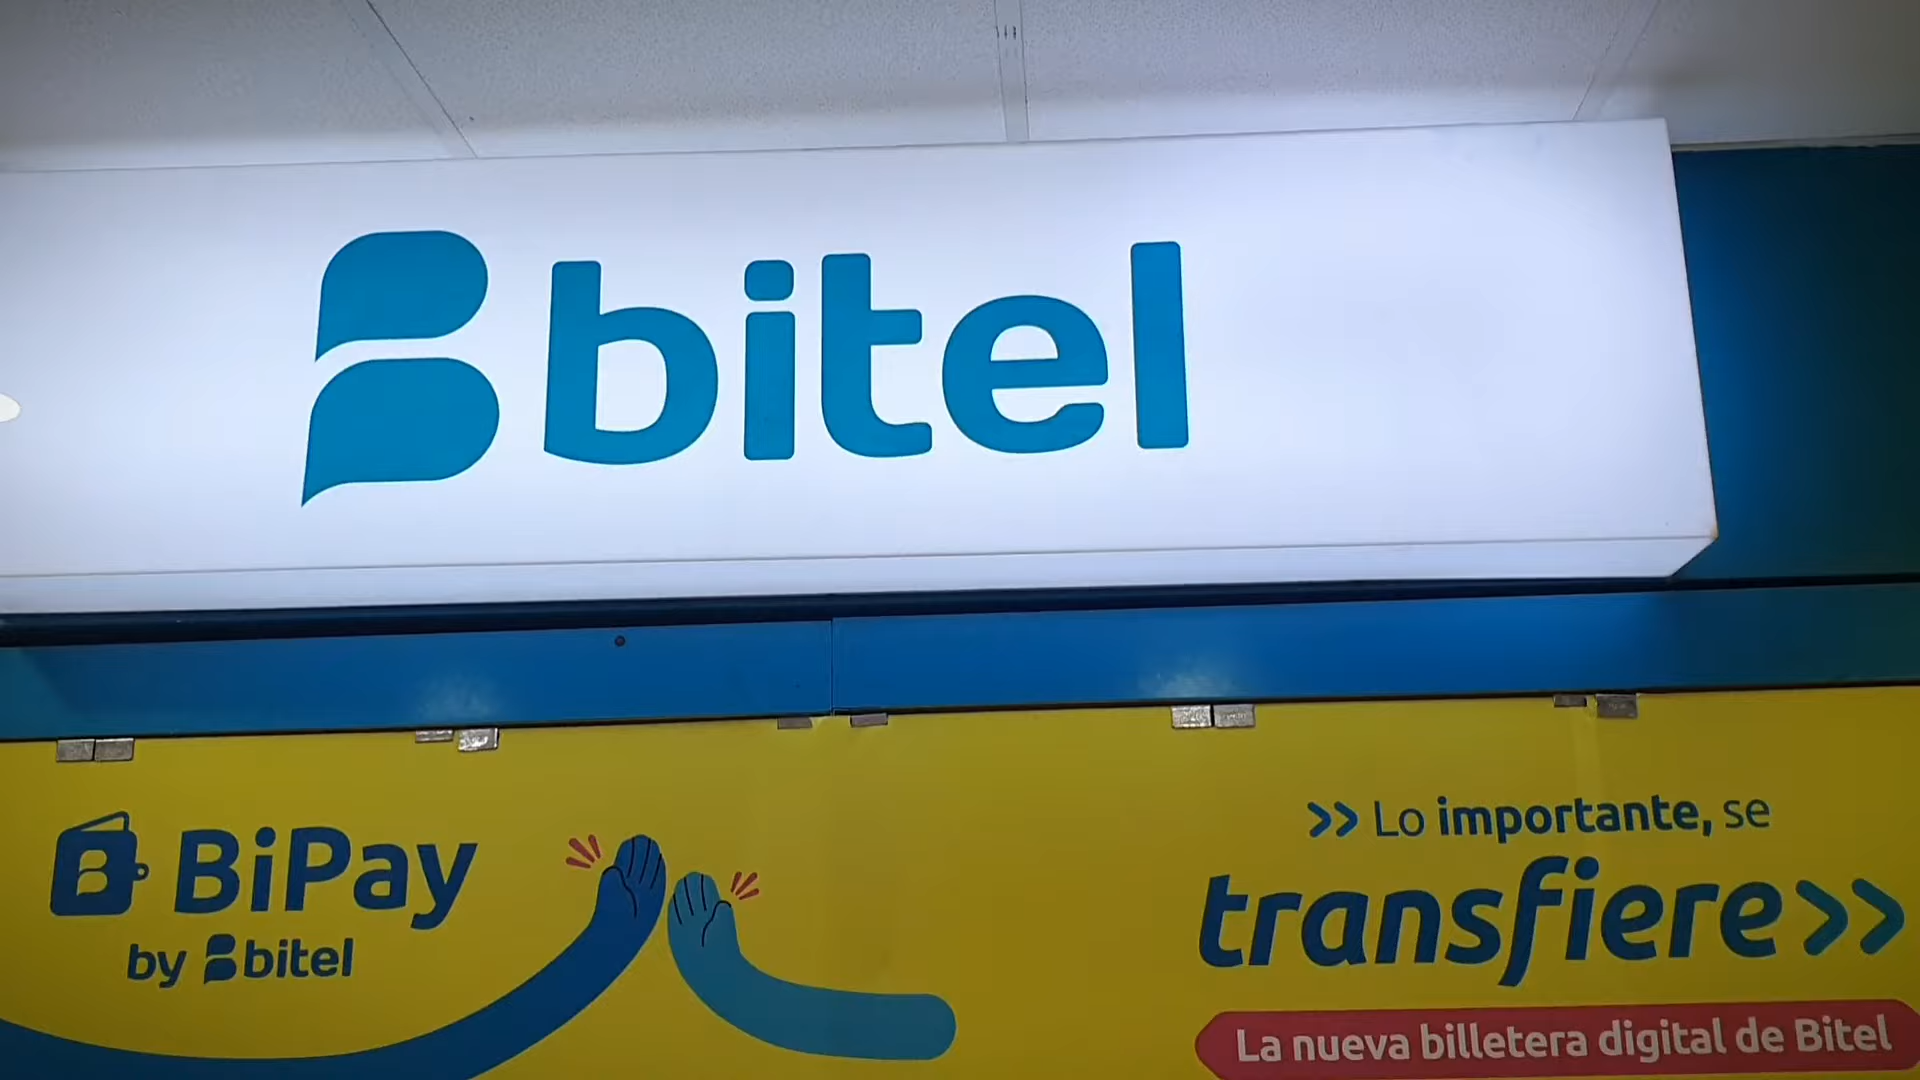 bitel
BiPay
by bitel
>> Lo importante, se
transfiere>>
La nueva billetera digital de Bitel